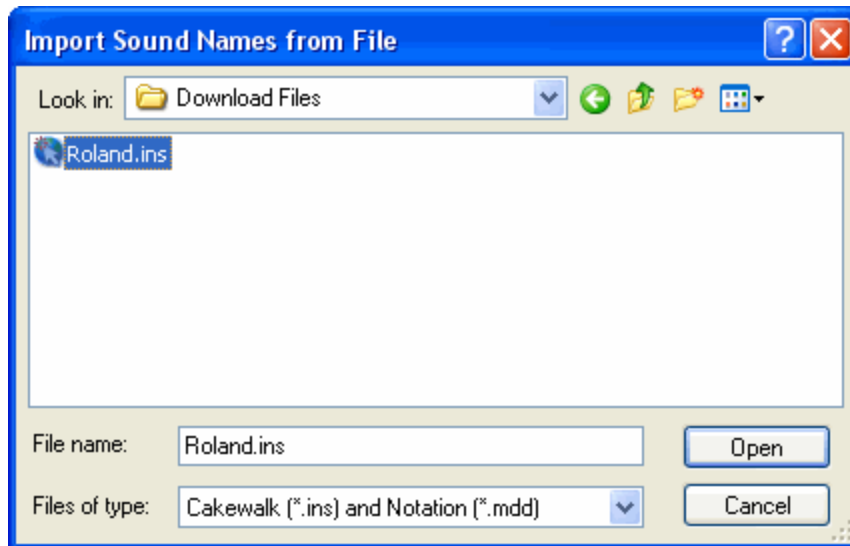 Import Sound Names from File
Look in: Download Files
Roland.ins
File name: Roland.ins Open
Files of type: Cakewalk (*.ins) and Notation (*.mdd) Cancel